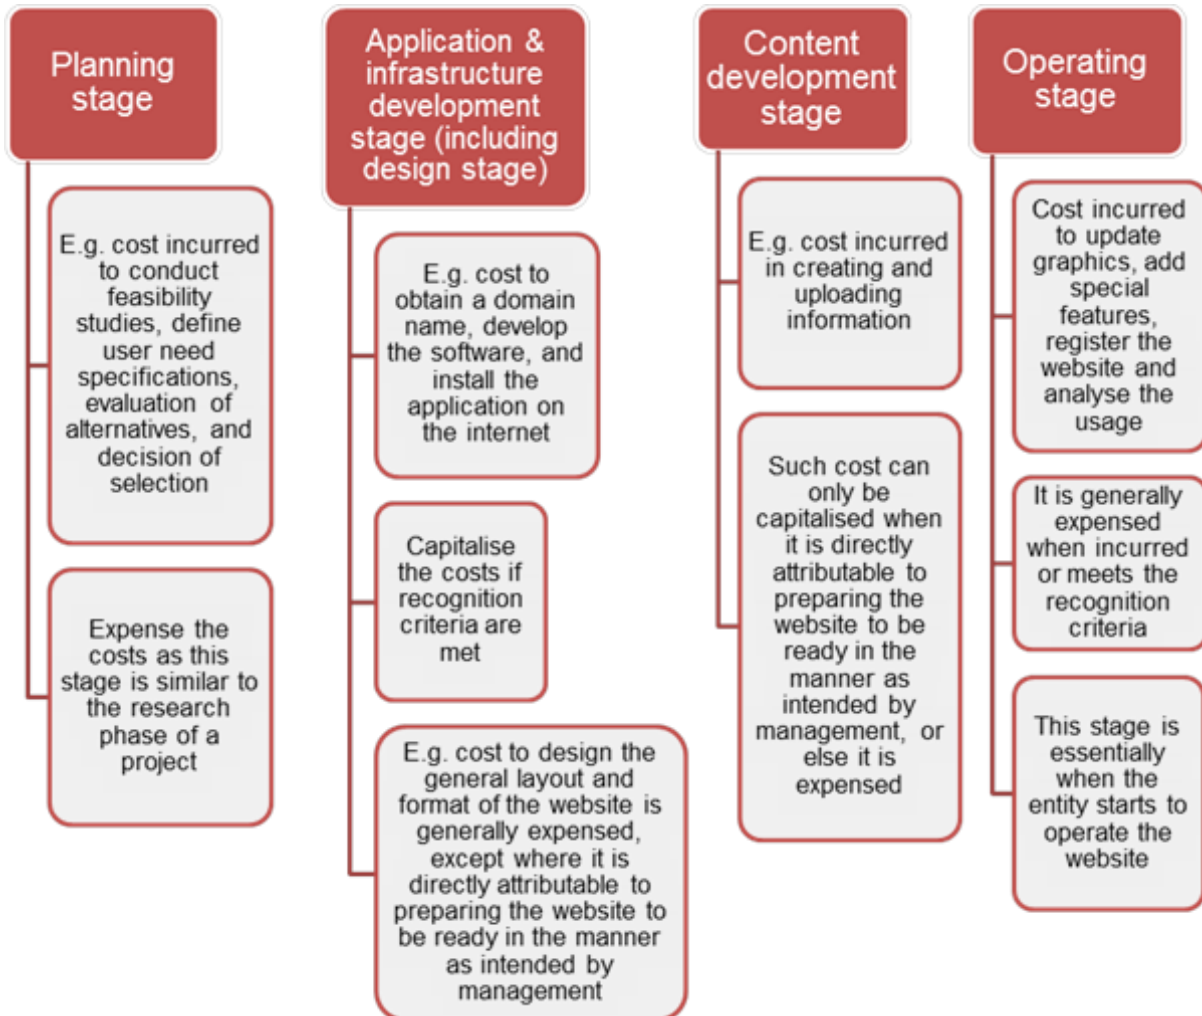 Planning
stage
E.g. cost incurred
to conduct
feasibility
studies, define
user need
specifications,
evaluation of
alternatives, and
decision of
selection
Expense the
costs as this
stage is similar to
the research
phase of a
project
Application &
infrastructure
development
stage (including
design stage)
E.g. cost to
obtain a domain
name, develop
the software, and
install the
application on
the internet
Capitalise
the costs if
recognition
criteria are
met
E.g. cost to design the
general layout and
format of the website is
generally expensed,
except where it is
directly attributable to
preparing the website to
be ready in the manner
as intended by
management
Content
development
stage
E.g. cost incurred
in creating and
uploading
information
Such cost can
only be
capitalised when
it is directly
attributable to
preparing the
website to be
ready in the
manner as
intended by
management, or
else it is
expensed
Operating
stage
Cost incurred
to update
graphics, add
special
features,
register the
website and
analyse the
usage
It is generally
expensed
when incurred
or meets the
recognition
criteria
This stage is
essentially
when the
entity starts to
operate the
website